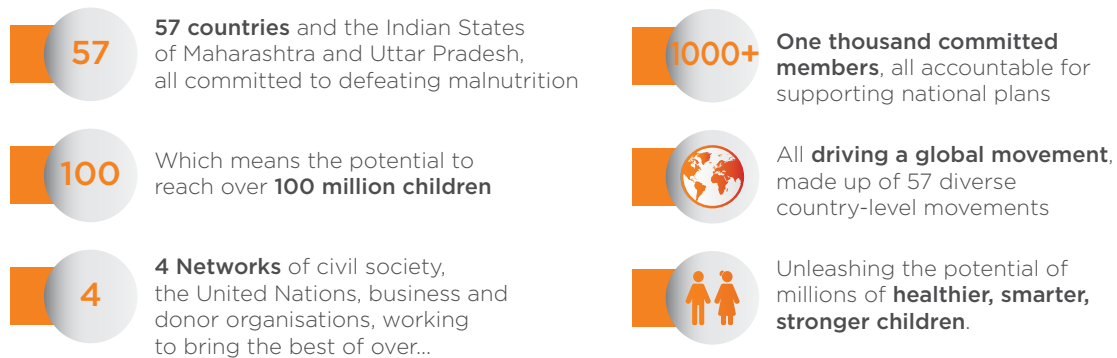 57
57 countries and the Indian States
of Maharashtra and Uttar Pradesh,
all committed to defeating malnutrition
100
Which means the potential to
reach over 100 million children
4
4 Networks of civil society,
the United Nations, business and
donor organisations, working
to bring the best of over...
1000+
One thousand committed
members, all accountable for
supporting national plans
All driving a global movement,
made up of 57 diverse
country-level movements
Unleashing the potential of
millions of healthier, smarter,
stronger children.